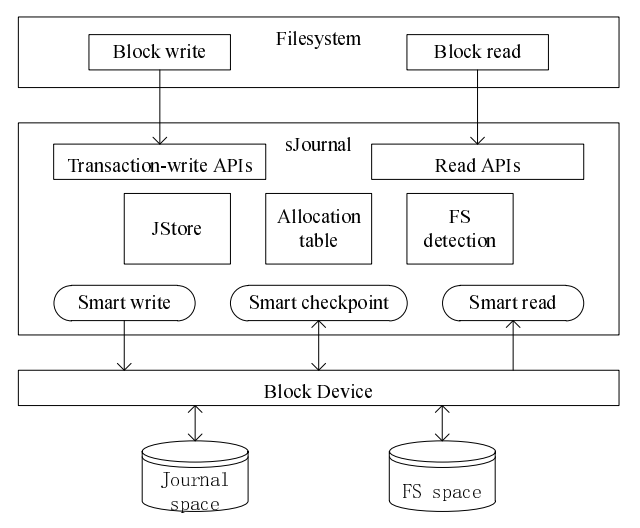 Filesystem
Block write
Block read
sJournal
Transaction-write APIs
Read APIs
JStore
Allocation
table
FS
detection
Smart write
Smart checkpoint
Smart read
Block Device
Journal
space
FS space